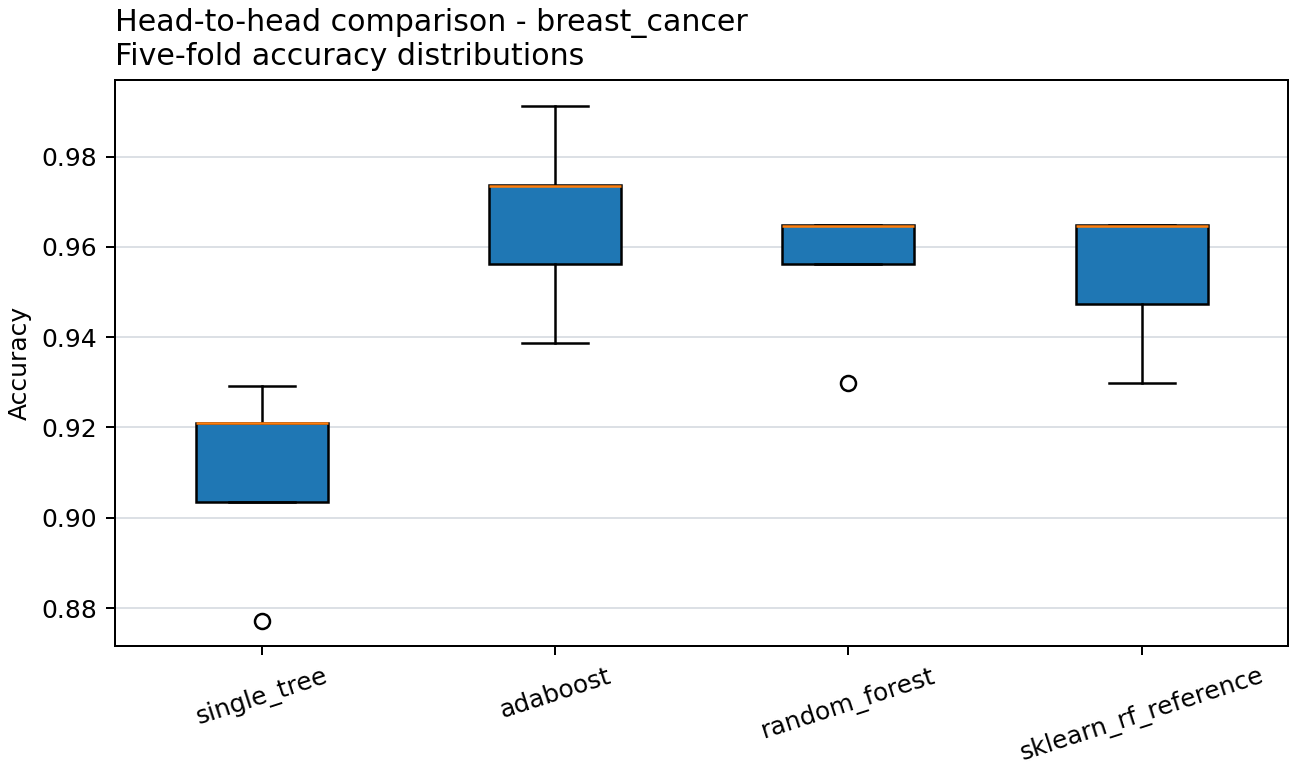 Head-to-head comparison - breast_cancer
Five-fold accuracy distributions
Accuracy
0.98
0.96
0.94
0.92
0.90
0.88
single_tree
adaboost
random_forest
sklearn_rf_reference